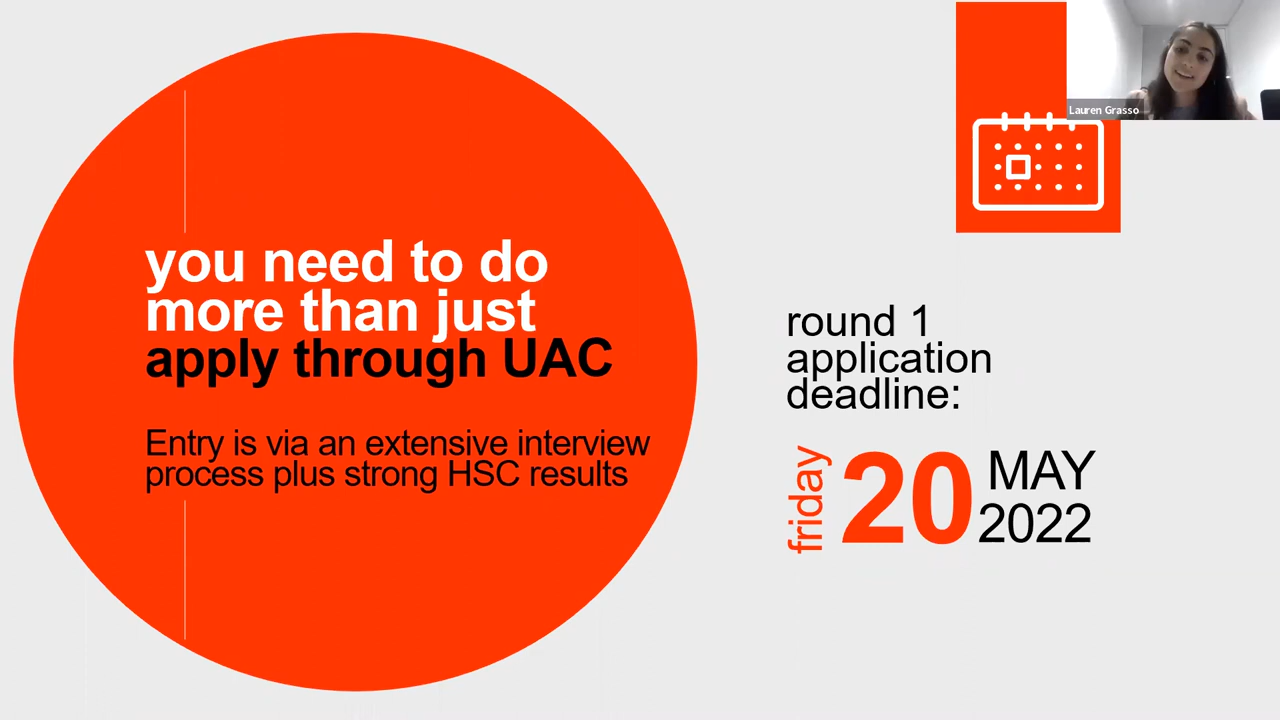 you need to do
more than just
apply through UAC
Entry is via an extensive interview
process plus strong HSC results
Lauren Grasso
round 1
application
deadline:
friday
20
MAY
2022